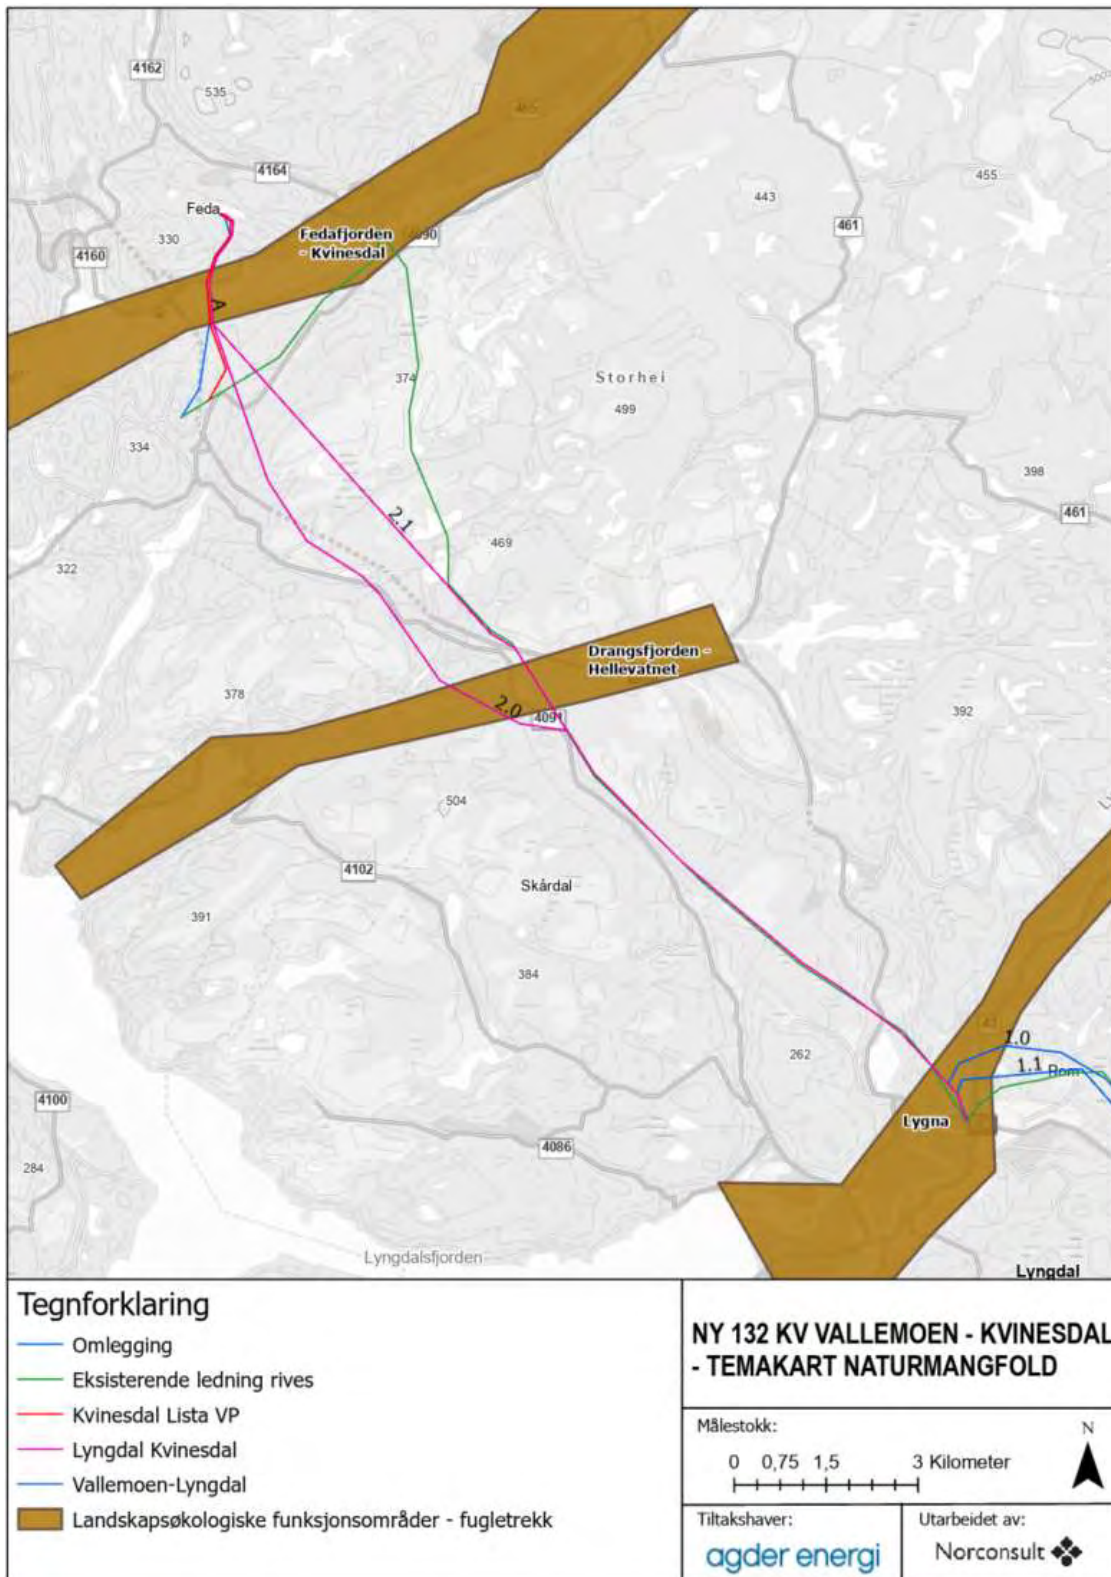 4162
535
465
4164
455
Feda
443
461
330
Fedafjorden
- Kvinesdal
4160
A
374
Storhei
499
334
398
2.1
461
469
322
Drangsfjorden -
Hellevatnet
378
2.0
4091
392
504
4102
Skårdal
391
384
1.0
262
1.1
Rom
4100
Lygna
4086
284
Lyngdalsfjorden
Lyngdal
Tegnforklaring
Omlegging
Eksisterende ledning rives
Kvinesdal Lista VP
Lyngdal Kvinesdal
Vallemoen-Lyngdal
Landskapsøkologiske funksjonsområder - fugletrekk
NY 132 KV VALLEMOEN - KVINESDAL
- TEMAKART NATURMANGFOLD
Målestokk:
N
0 0,75 1,5 3 Kilometer
Tiltakshaver:
agder energi
Utarbeidet av:
Norconsult